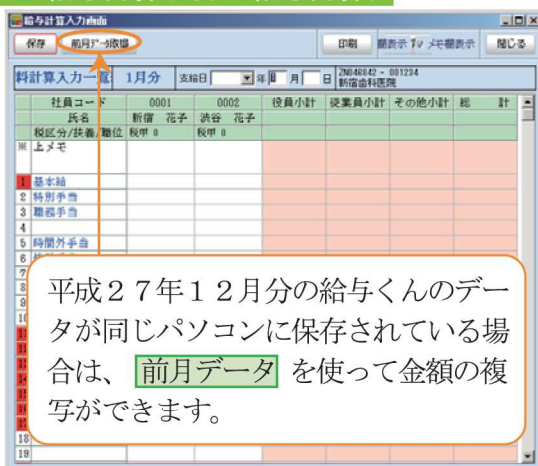 給与計算入力画面
保存 前月データ取得 印刷 メモ欄表示 閉じる
料計算入力一覧 1月分 支給日 年 月 日 2N046842 - 001234
新宿歯科医院
社員コード 0001 0002 役員小計 従業員小計 その他小計 総 計
氏名 新宿 花子 渋谷 花子
税区分/扶養/職位 税甲 0 税甲 0
※ 上メモ
1 基本給
2 特別手当
3 職務手当
4
5 時間外手当
6
平成27年12月分の給与くんのデー
タが同じパソコンに保存されている場
合は、 前月データ を使って金額の複
写ができます。
18
19